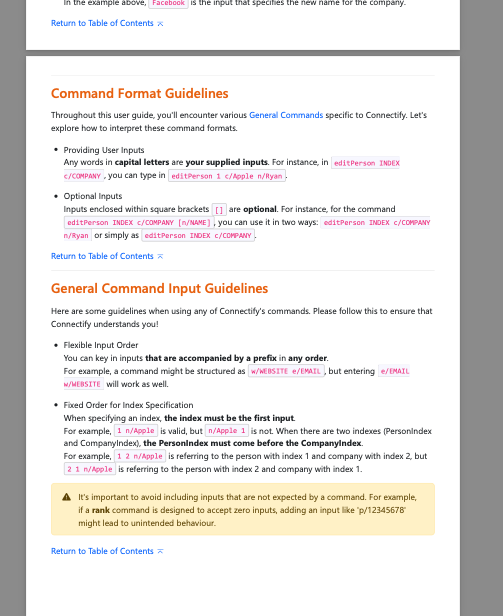 In the example above, Facebook is the input that specifies the new name for the company.
Return to Table of Contents
Command Format Guidelines
Throughout this user guide, you'll encounter various General Commands specific to Connectify. Let's
explore how to interpret these command formats.
• Providing User Inputs
Any words in capital letters are your supplied inputs. For instance, in editPerson INDEX
c/COMPANY , you can type in editPerson 1 c/Apple n/Ryan.
• Optional Inputs
Inputs enclosed within square brackets [] are optional. For instance, for the command
editPerson INDEX c/COMPANY [n/NAME] , you can use it in two ways: editPerson INDEX c/COMPANY
n/Ryan or simply as editPerson INDEX c/COMPANY.
Return to Table of Contents
General Command Input Guidelines
Here are some guidelines when using any of Connectify's commands. Please follow this to ensure that
Connectify understands you!
• Flexible Input Order
You can key in inputs that are accompanied by a prefix in any order.
For example, a command might be structured as w/WEBSITE e/EMAIL , but entering e/EMAIL
w/WEBSITE will work as well.
• Fixed Order for Index Specification
When specifying an index, the index must be the first input.
For example, 1 n/Apple is valid, but n/Apple 1 is not. When there are two indexes (PersonIndex
and CompanyIndex), the PersonIndex must come before the CompanyIndex.
For example, 1 2 n/Apple is referring to the person with index 1 and company with index 2, but
2 1 n/Apple is referring to the person with index 2 and company with index 1.
It's important to avoid including inputs that are not expected by a command. For example,
if a rank command is designed to accept zero inputs, adding an input like 'p/12345678'
might lead to unintended behaviour.
Return to Table of Contents